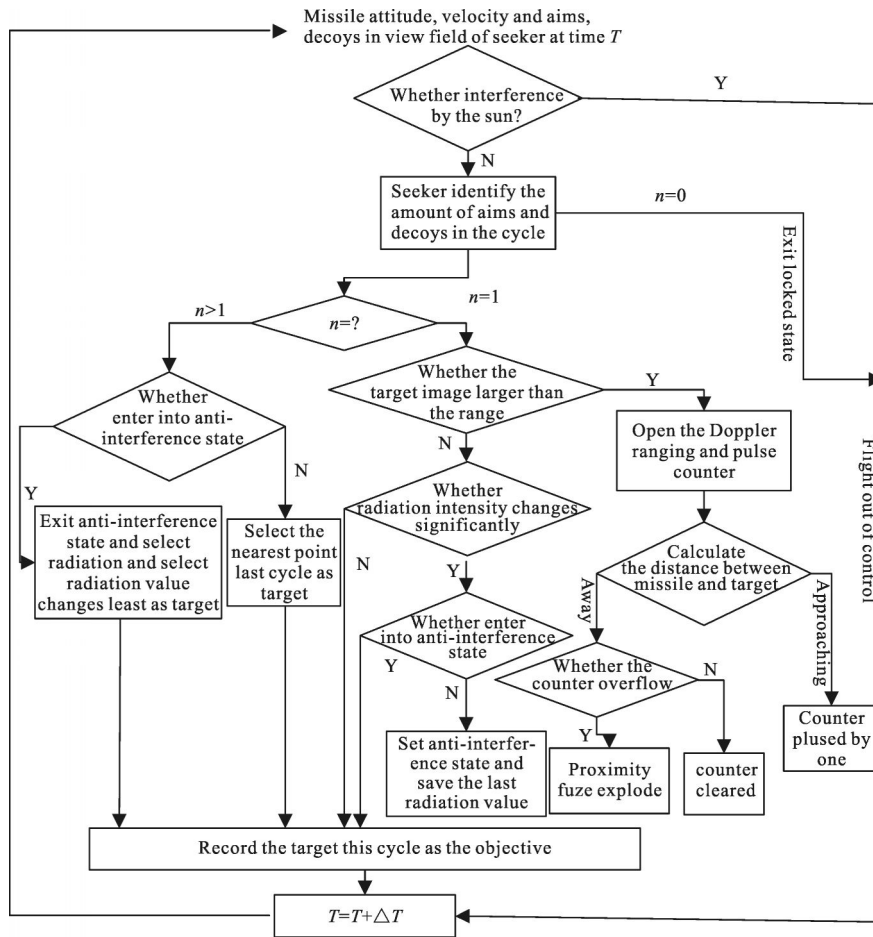 Missile attitude, velocity and aims,
decoys in view field of seeker at time T
Whether interference
by the sun?
Y
N
Seeker identify the
amount of aims and
decoys in the cycle
n=0
Exit locked state
n>1
n=?
n=1
Whether
enter into anti-
interference state
Y
N
Whether the
target image larger than
the range
Y
N
Open the Doppler
ranging and pulse
counter
Flight out of control
Exit anti-interference
state and select
radiation and select
radiation value
changes least as target
Select the
nearest point
last cycle as
target
Whether
radiation intensity changes
significantly
N
Y
Calculate
the distance between
missile and target
Away
Approaching
Whether enter
into anti-interference
state
Y
N
Whether the
counter overflow
N
Y
Set anti-interfer-
ence state and
save the last
radiation value
Proximity
fuze explode
counter
cleared
Counter
plused by
one
Record the target this cycle as the objective
T=T+△T